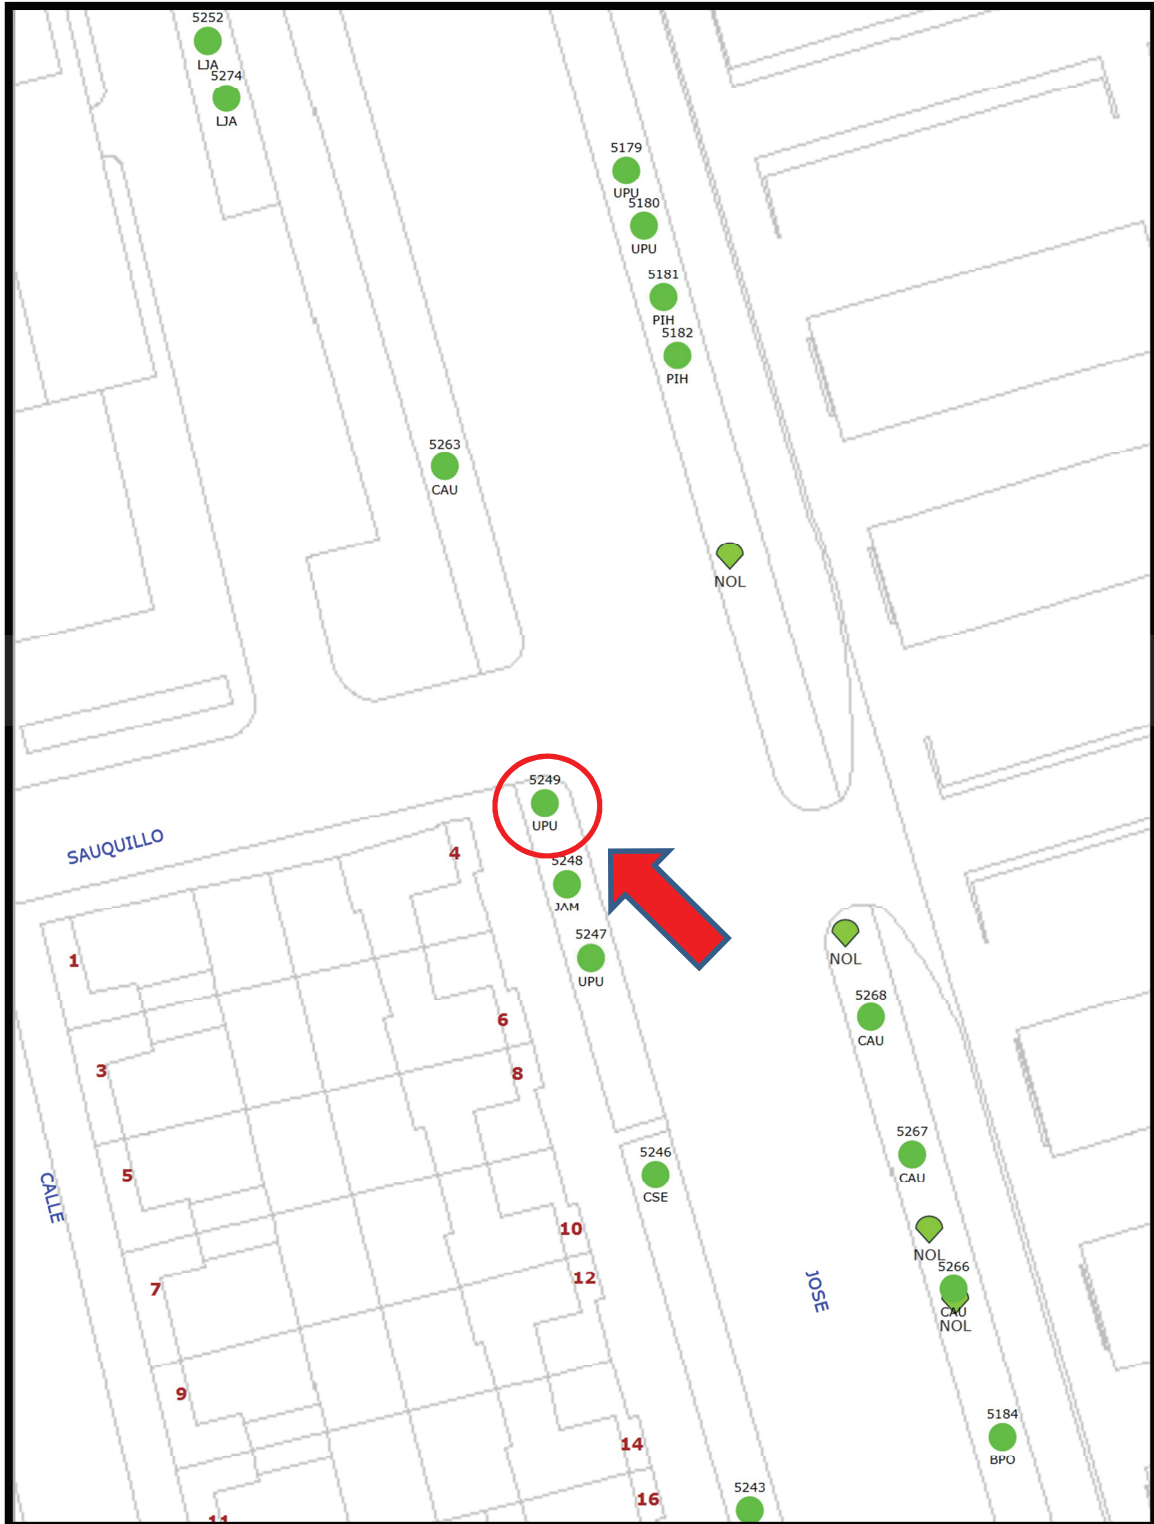 5252
LJA
5274
LJA
5179
UPU
5180
UPU
5181
PIH
5182
PIH
5263
CAU
NOL
5249
UPU
SAUQUILLO
4
5248
JAM
5247
UPU
NOL
1
5268
CAU
6
3
8
5267
CAU
5246
CSE
5
CALLE
10
NOL
5266
CAU
NOL
12
7
JOSE
9
5184
BPO
14
5243
16
11